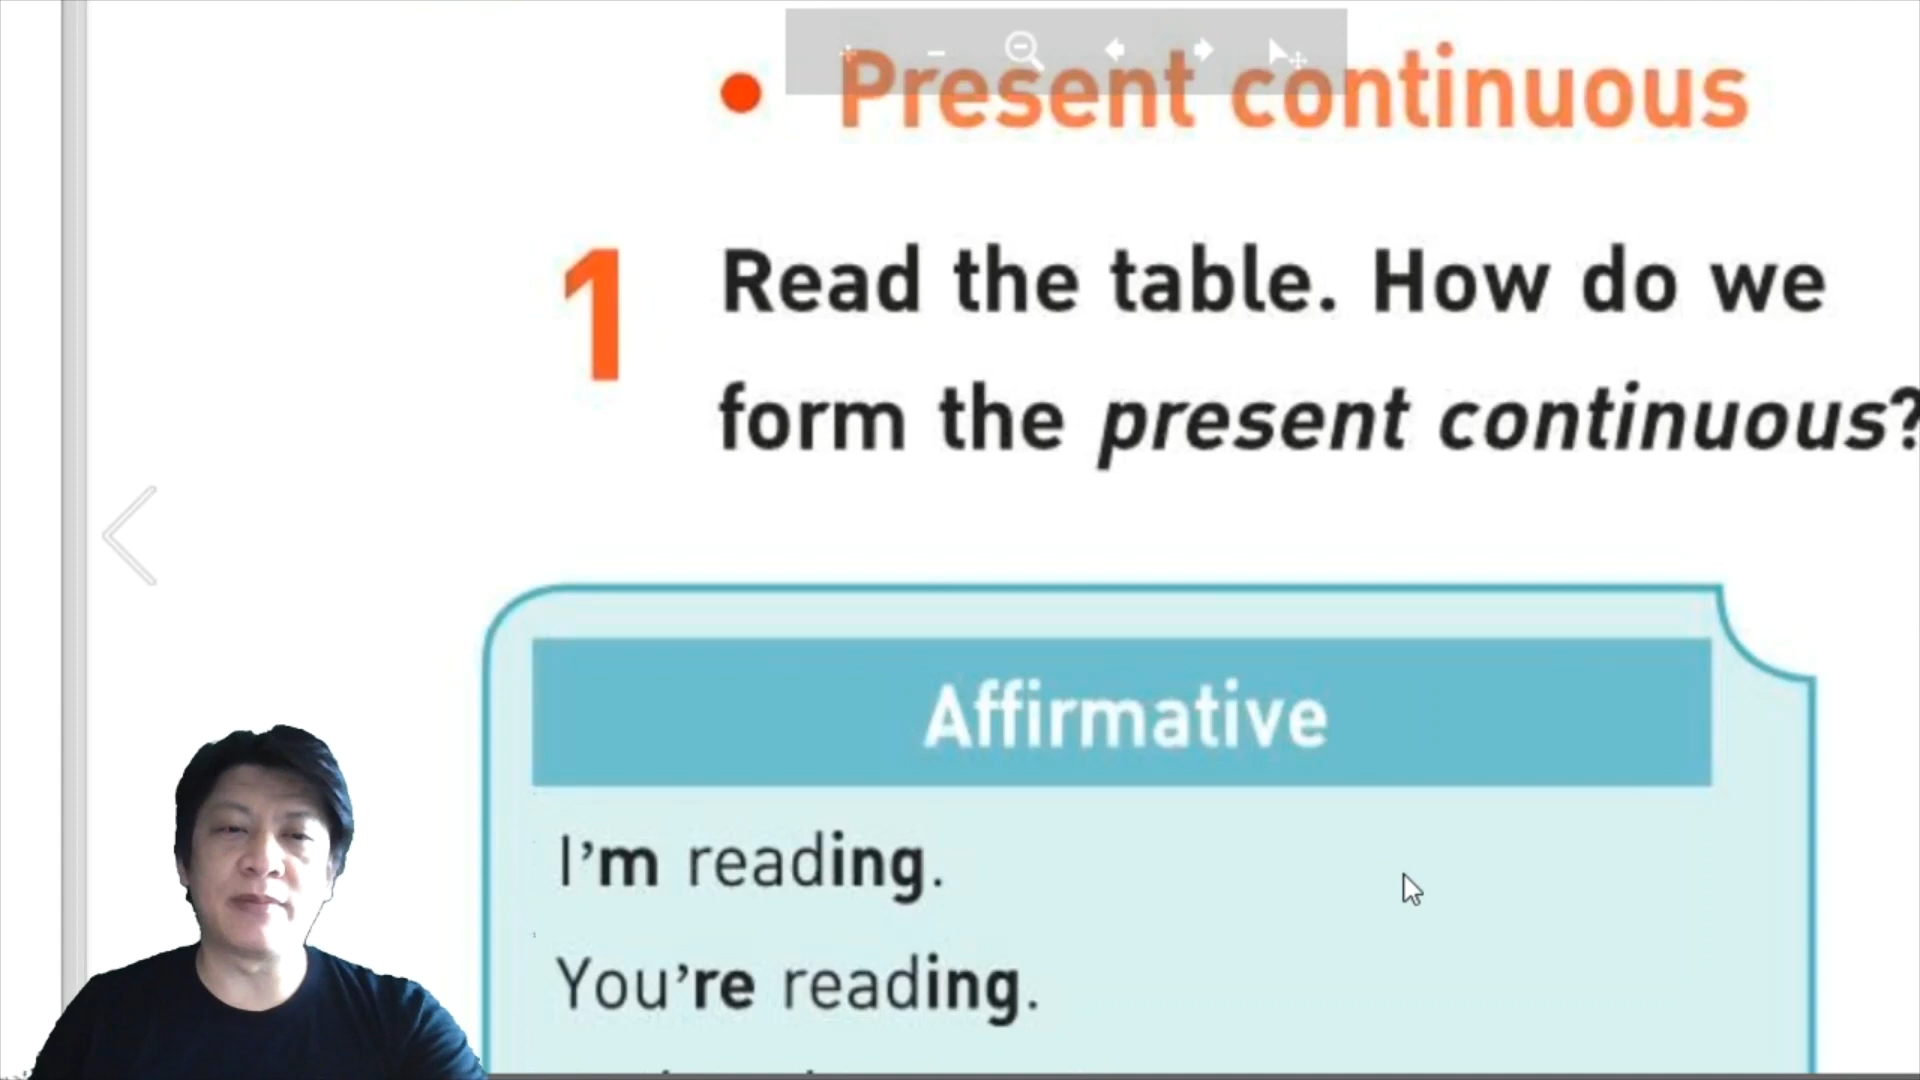 • Present continuous
1 Read the table. How do we
form the present continuous?
Affirmative
I'm reading.
You're reading.